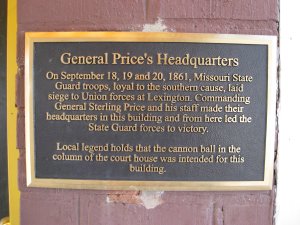 General Price's Headquarters
On September 18, 19 and 20, 1861, Missouri State
Guard troops, loyal to the southern cause, laid
siege to Union forces at Lexington. Commanding
General Sterling Price and his staff made their
headquarters in this building and from here led the
State Guard forces to victory.
Local legend holds that the cannon ball in the
column of the court house was intended for this
building.